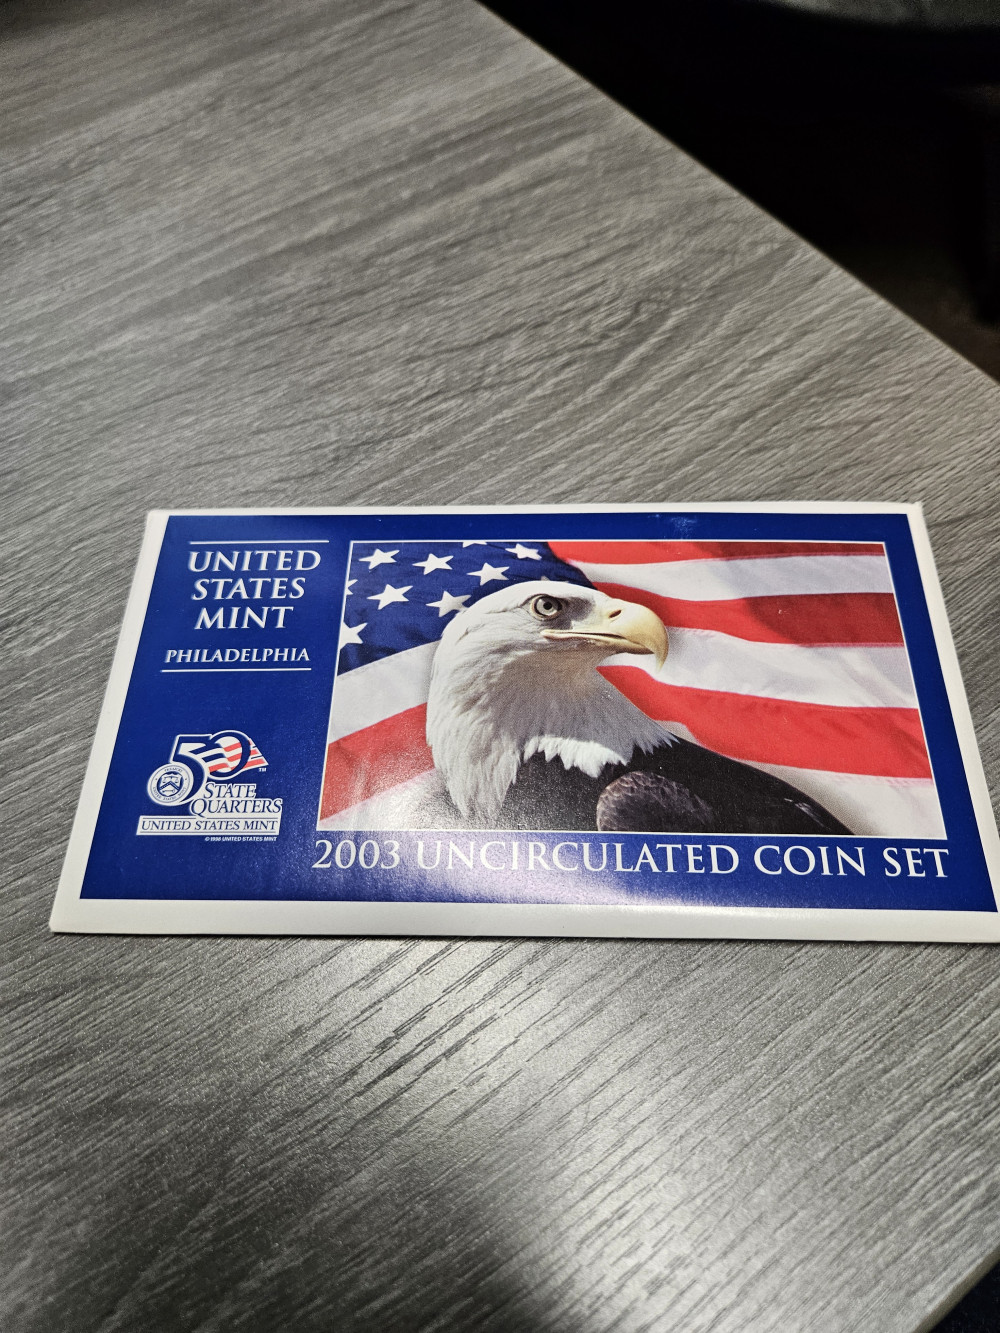 UNITED
STATES
MINT
PHILADELPHIA
50
STATE
QUARTERS
UNITED STATES MINT
2003 UNCIRCULATED COIN SET